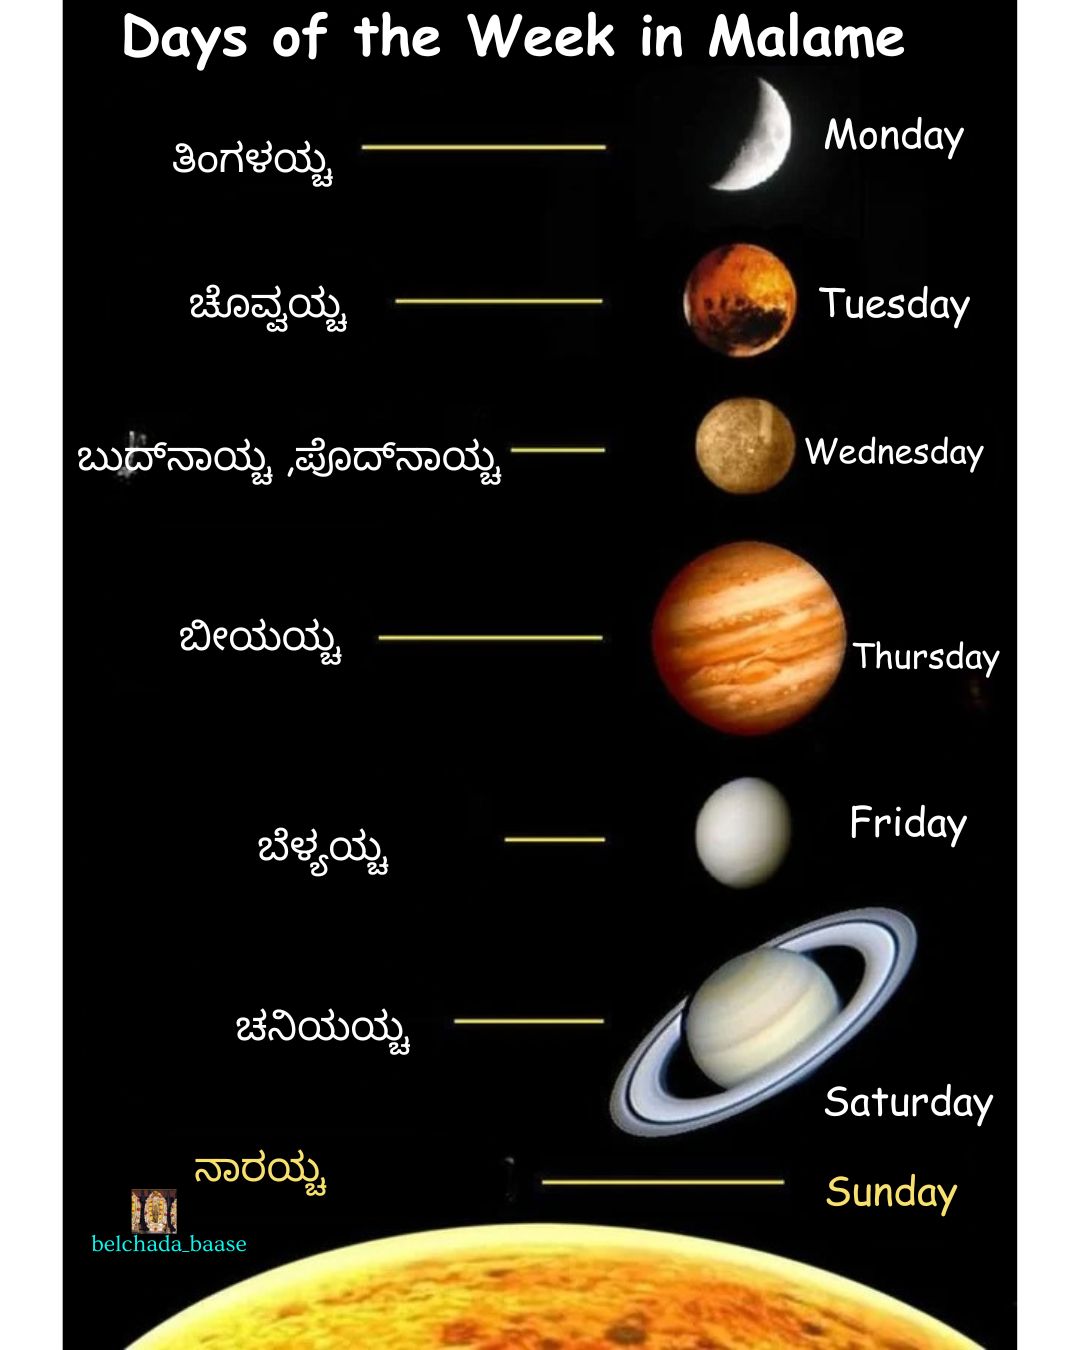 Days of the Week in Malame
ತಿಂಗಳಯ್ಚ Monday
ಚೊವ್ವಯ್ಚ Tuesday
ಬುದ್‌ನಾಯ್ಚ ,ಪೊದ್‌ನಾಯ್ಚ Wednesday
ಬೀಯಯ್ಚ Thursday
ಬೆಳ್ಯಯ್ಚ Friday
ಚನಿಯಯ್ಚ Saturday
ನಾರಯ್ಚ Sunday
belchada_baase